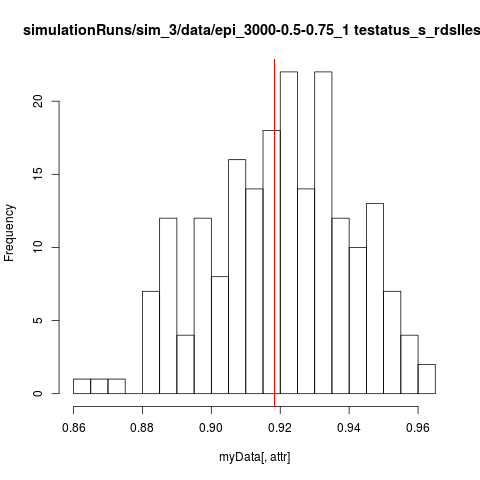 simulationRuns/sim_3/data/epi_3000-0.5-0.75_1 testatus_s_rdslles
Frequency
20
15
10
5
0
0.86 0.88 0.90 0.92 0.94 0.96
myData[, attr]